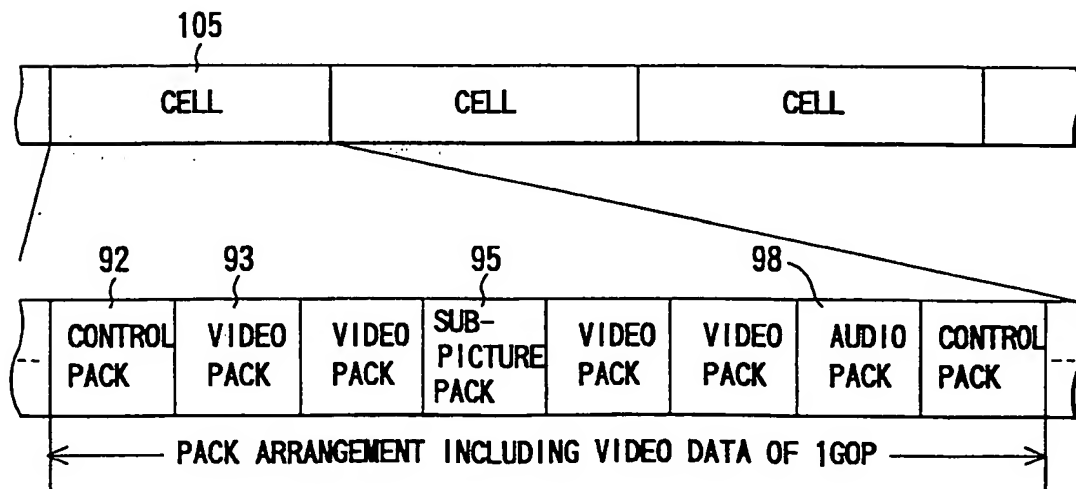 105
CELL CELL CELL
92 93 95 98
CONTROL PACK
VIDEO PACK
VIDEO PACK
SUB-PICTURE PACK
VIDEO PACK
VIDEO PACK
AUDIO PACK
CONTROL PACK
PACK ARRANGEMENT INCLUDING VIDEO DATA OF 1GOP